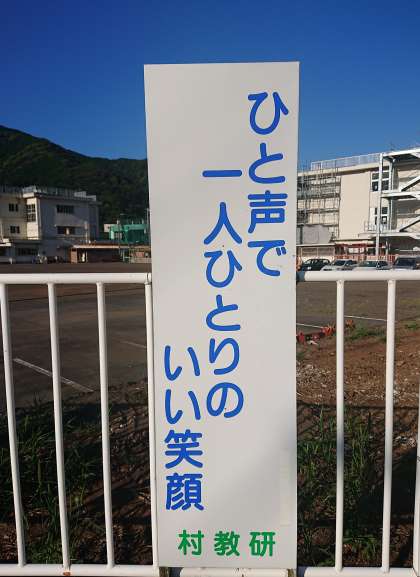 ひと声で
一人ひとりの
いい笑顔
村教研